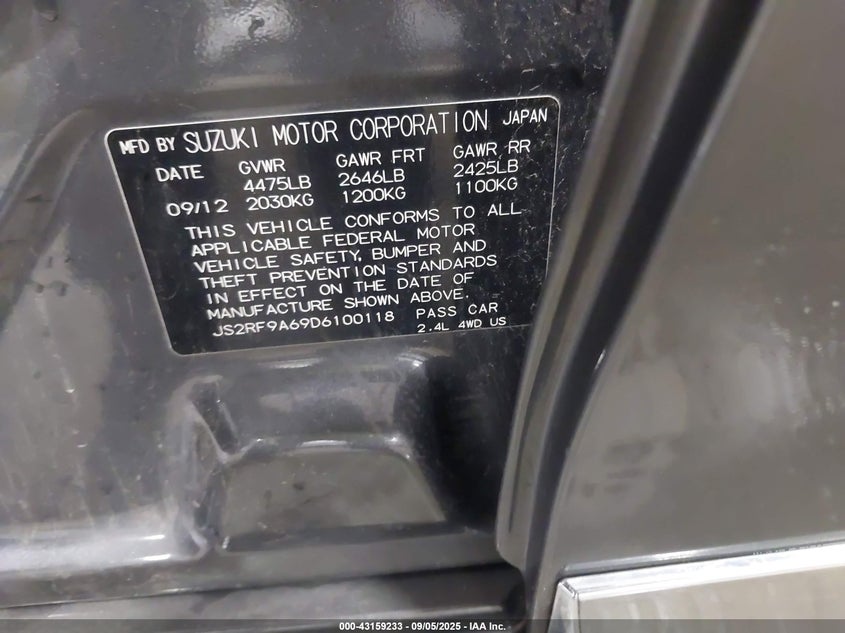 MFD BY SUZUKI MOTOR CORPORATION JAPAN
DATE GVWR GAWR FRT GAWR RR
4475LB 2646LB 2425LB
09/12 2030KG 1200KG 1100KG
THIS VEHICLE CONFORMS TO ALL
APPLICABLE FEDERAL MOTOR
VEHICLE SAFETY, BUMPER AND
THEFT PREVENTION STANDARDS
IN EFFECT ON THE DATE OF
MANUFACTURE SHOWN ABOVE.
JS2RF9A69D6100118 PASS CAR
2.4L 4WD US
000-43159233 - 09/05/2025 - IAA Inc.